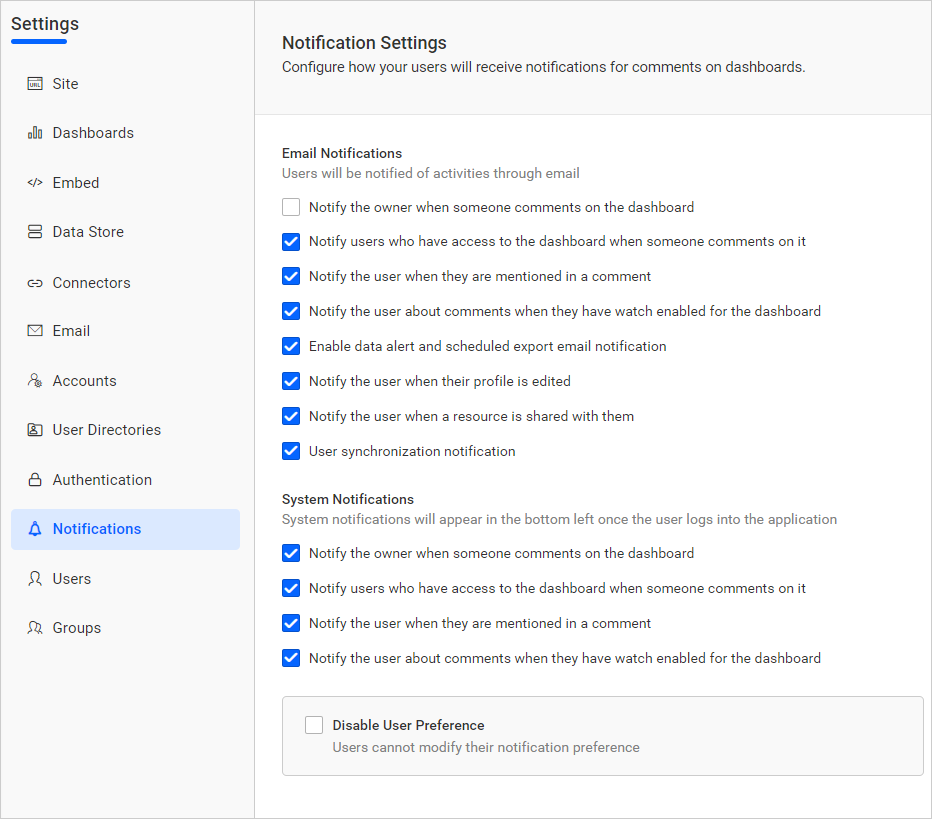 Settings
Site
Dashboards
Embed
Data Store
Connectors
Email
Accounts
User Directories
Authentication
Notifications
Users
Groups
Notification Settings
Configure how your users will receive notifications for comments on dashboards.
Email Notifications
Users will be notified of activities through email
Notify the owner when someone comments on the dashboard
Notify users who have access to the dashboard when someone comments on it
Notify the user when they are mentioned in a comment
Notify the user about comments when they have watch enabled for the dashboard
Enable data alert and scheduled export email notification
Notify the user when their profile is edited
Notify the user when a resource is shared with them
User synchronization notification
System Notifications
System notifications will appear in the bottom left once the user logs into the application
Notify the owner when someone comments on the dashboard
Notify users who have access to the dashboard when someone comments on it
Notify the user when they are mentioned in a comment
Notify the user about comments when they have watch enabled for the dashboard
Disable User Preference
Users cannot modify their notification preference